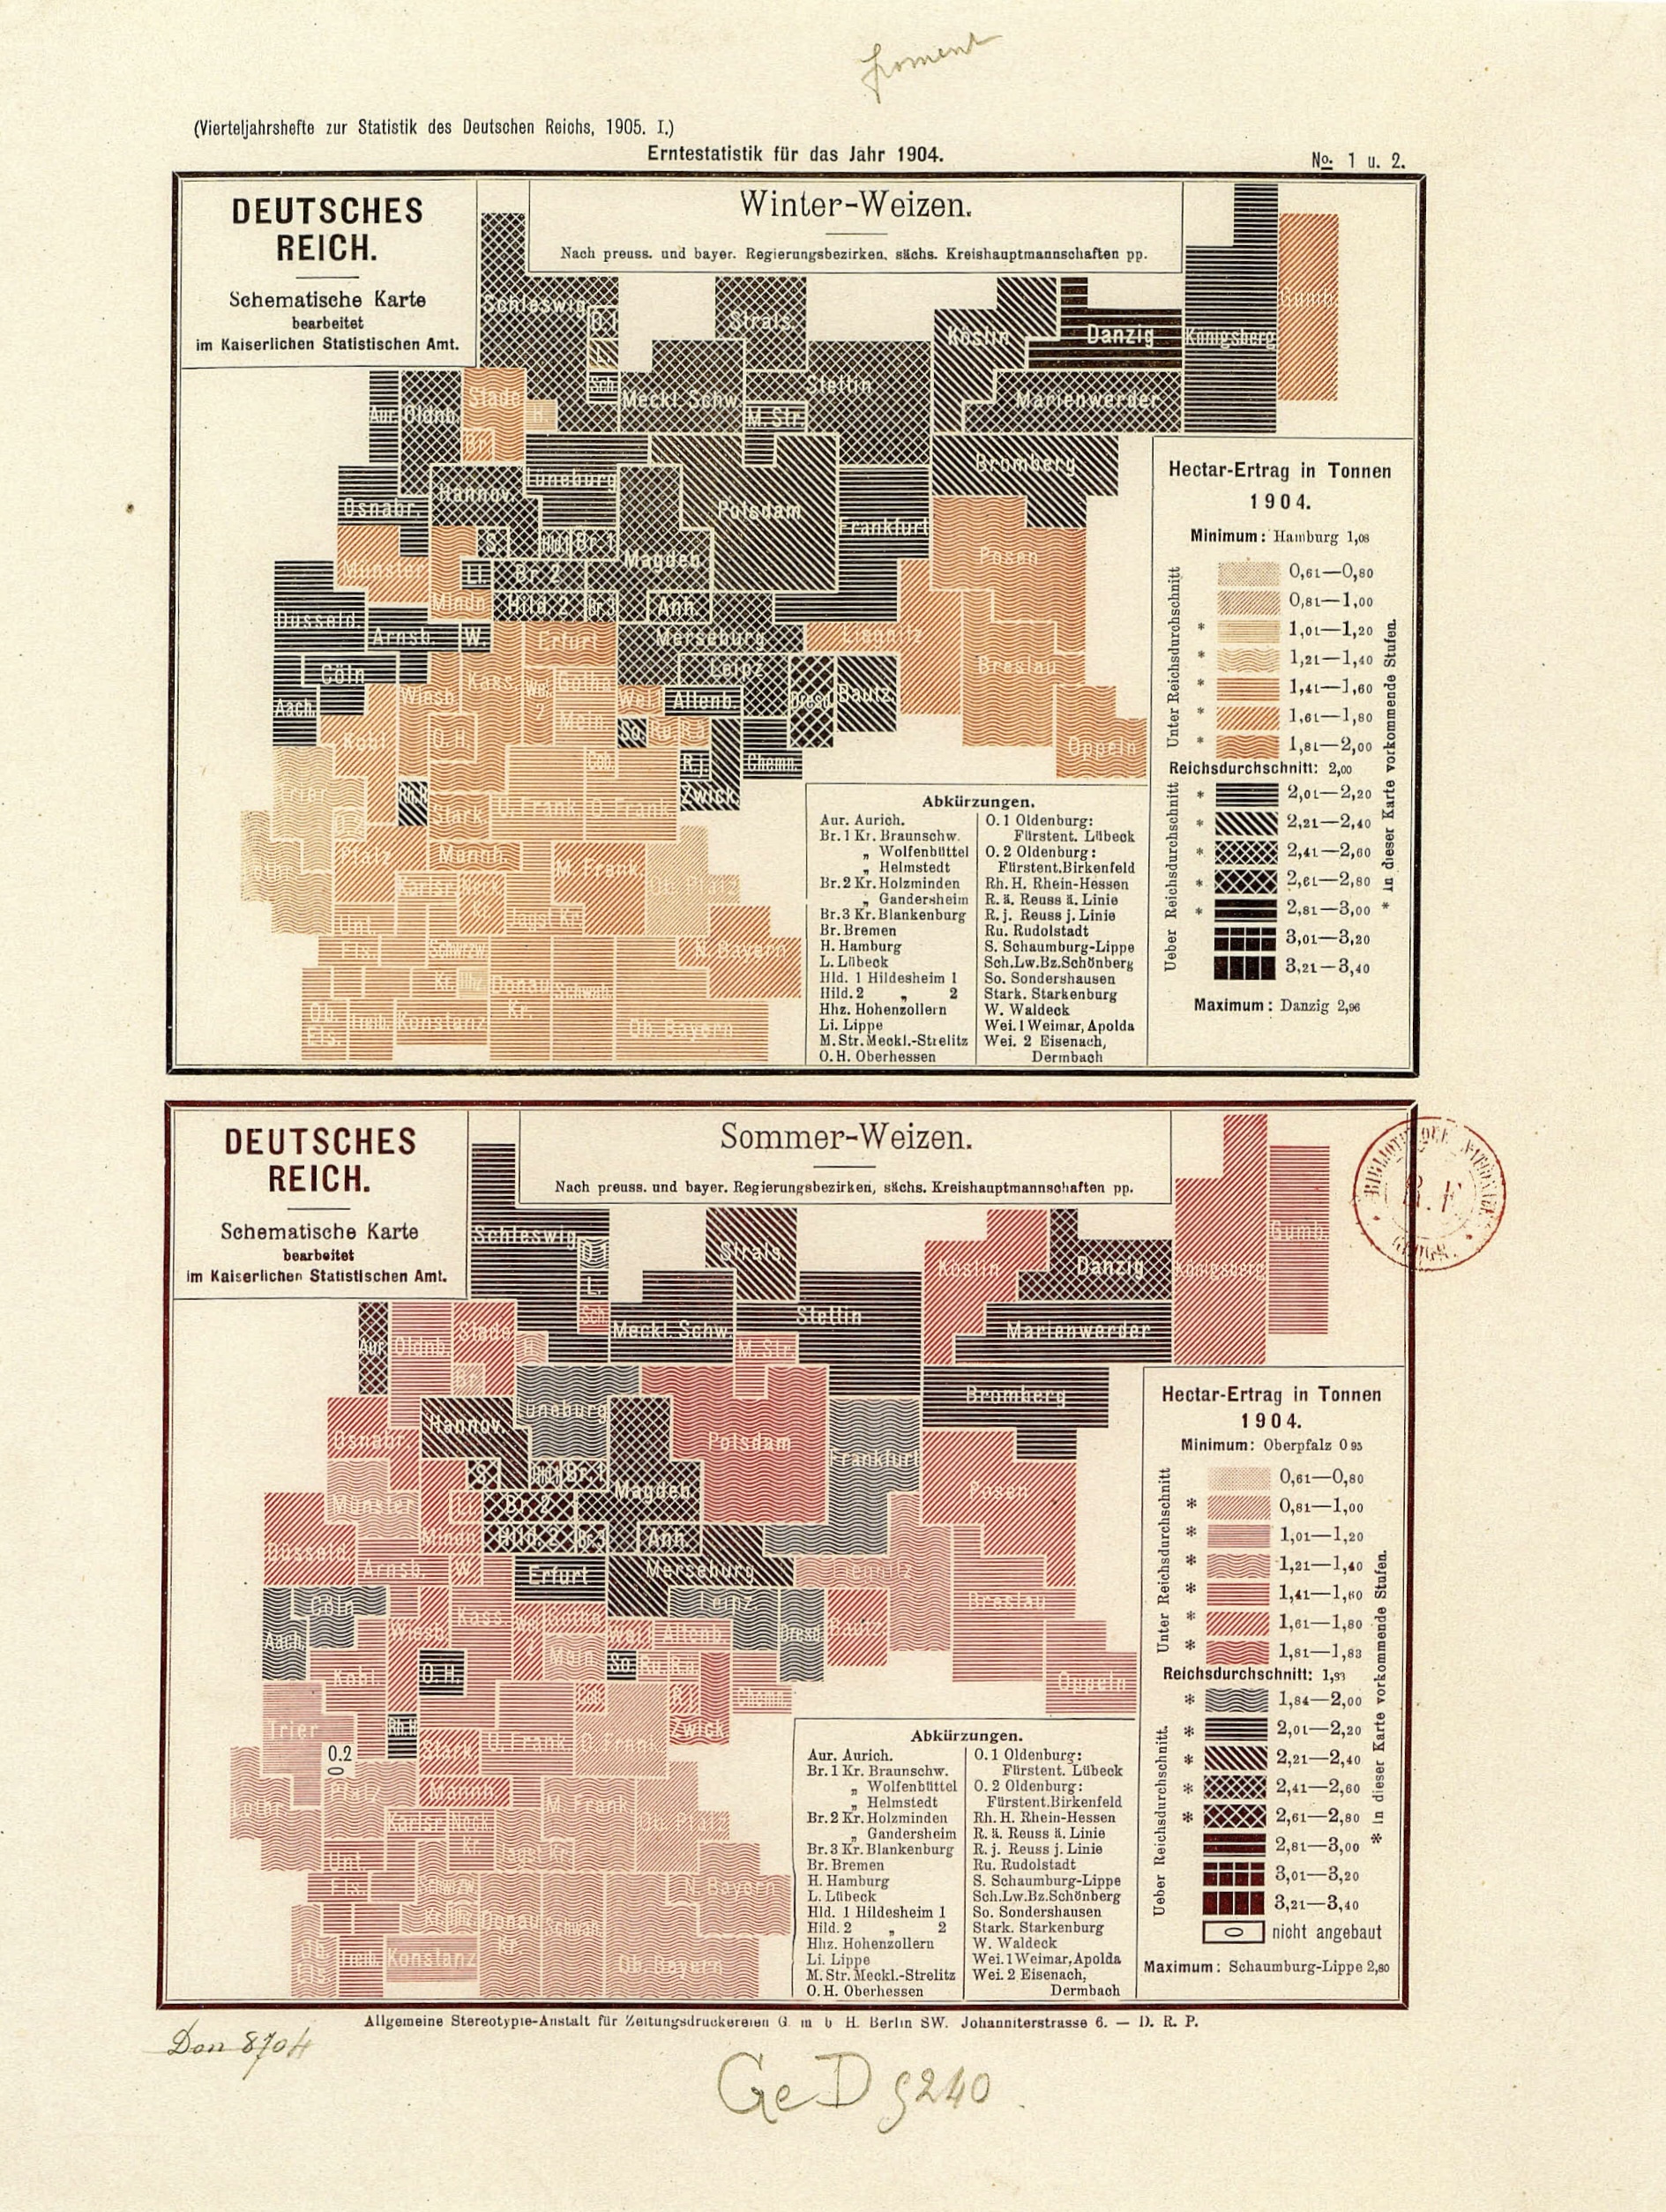 froment
(Vierteljahrshefte zur Statistik des Deutschen Reichs, 1905. I.)
Erntestatistik für das Jahr 1904.
No. 1 u. 2.
DEUTSCHES
REICH.
Schematische Karte
bearbeitet
im Kaiserlichen Statistischen Amt.
Winter-Weizen.
Nach preuss. und bayer. Regierungsbezirken, sächs. Kreishauptmannschaften pp.
Schleswig
O.1
L.
Sch.
Strals.
Köslin
Danzig
Königsberg
Gumb.
Meckl. Schw.
M. Str.
Stettin
Marienwerder
Aur.
Oldnb.
Stade
H.
Br.
Osnabr.
Hannov.
Lüneburg
Potsdam
Frankfurt
Bromberg
Posen
Münster
S.
Hild.1
Br. 1
Magdeb.
Li.
Br. 2
Mindn.
Hild. 2
Br.3
Anh.
Düsseld.
Arnsb.
W.
Erfurt
Merseburg
Liegnitz
Breslau
Cöln
Leipz.
Aach.
Wiesb.
Kass.
Wei. 2
Gotha
Wei.1
Altenb.
Dresd.
Bautz.
Kobl.
O. H.
Mein.
So.
Ru.
R.ä.
Oppeln
Cob.
R.j.
Chemn.
Trier
Rh.H.
Zwick.
O.2
Stark.
U. Frank.
O. Frank.
Lothr.
Pfalz
Mannh.
M. Frank.
Ob. Pfalz
Karlsr.
Neck. Kr.
Jagst Kr.
Unt. Els.
Schwrzw. Kr.
Hhz.
Donau Kr.
Schwab.
N. Bayern
Ob. Els.
Freib.
Konstanz
Ob. Bayern
Hectar-Ertrag in Tonnen
1904.
Minimum: Hamburg 1,08
Unter Reichsdurchschnitt
0,61—0,80
0,81—1,00
* 1,01—1,20
* 1,21—1,40
* 1,41—1,60
* 1,61—1,80
* 1,81—2,00
Reichsdurchschnitt: 2,00
Ueber Reichsdurchschnitt
* 2,01—2,20
* 2,21—2,40
* 2,41—2,60
* 2,61—2,80
* 2,81—3,00
3,01—3,20
3,21—3,40
* in dieser Karte vorkommende Stufen.
Maximum: Danzig 2,96
Abkürzungen.
Aur. Aurich.
Br. 1 Kr. Braunschw.
„ Wolfenbüttel
„ Helmstedt
Br. 2 Kr. Holzminden
„ Gandersheim
Br. 3 Kr. Blankenburg
Br. Bremen
H. Hamburg
L. Lübeck
Hld. 1 Hildesheim 1
Hild. 2 „ 2
Hhz. Hohenzollern
Li. Lippe
M. Str. Meckl.-Strelitz
O. H. Oberhessen
O. 1 Oldenburg:
Fürstent. Lübeck
O. 2 Oldenburg:
Fürstent. Birkenfeld
Rh. H. Rhein-Hessen
R. ä. Reuss ä. Linie
R. j. Reuss j. Linie
Ru. Rudolstadt
S. Schaumburg-Lippe
Sch. Lw. Bz. Schönberg
So. Sondershausen
Stark. Starkenburg
W. Waldeck
Wei. 1 Weimar, Apolda
Wei. 2 Eisenach,
Dermbach
DEUTSCHES
REICH.
Schematische Karte
bearbeitet
im Kaiserlichen Statistischen Amt.
Sommer-Weizen.
Nach preuss. und bayer. Regierungsbezirken, sächs. Kreishauptmannschaften pp.
R.F.
Schleswig
O.1
L.
Sch.
Strals.
Köslin
Danzig
Königsberg
Gumb.
Stettin
Meckl. Schw.
M. Str.
Marienwerder
Aur.
Oldnb.
Stade
H.
Br.
Bromberg
Osnabr.
Hannov.
Lüneburg
Potsdam
Frankfurt
Posen
Münster
S.
Hild.1
Br. 1
Magdeb.
Li.
Br. 2
Mindn.
Hild. 2
Br.3
Anh.
Düsseld.
Arnsb.
W.
Erfurt
Merseburg
Liegnitz
Breslau
Cöln
Leipz.
Aach.
Wiesb.
Kass.
Wei. 2
Gotha
Wei.1
Altenb.
Dresd.
Bautz.
Kobl.
O. H.
Mein.
So.
Ru.
R.ä.
Oppeln
Cob.
R.j.
Chemn.
Trier
Rh.H.
Zwick.
0.2
0
Stark.
U. Frank.
O. Frank.
Lothr.
Pfalz
Mannh.
M. Frank.
Ob. Pfalz
Karlsr.
Neck. Kr.
Jagst Kr.
Unt. Els.
Schwrzw. Kr.
Hhz.
Donau Kr.
Schwab.
N. Bayern
Ob. Els.
Freib.
Konstanz
Ob. Bayern
Hectar-Ertrag in Tonnen
1904.
Minimum: Oberpfalz 0 95
Unter Reichsdurchschnitt
0,61—0,80
* 0,81—1,00
* 1,01—1,20
* 1,21—1,40
* 1,41—1,60
* 1,61—1,80
* 1,81—1,83
Reichsdurchschnitt: 1,83
Ueber Reichsdurchschnitt.
* 1,84—2,00
* 2,01—2,20
* 2,21—2,40
* 2,41—2,60
* 2,61—2,80
2,81—3,00
3,01—3,20
3,21—3,40
0 nicht angebaut
* in dieser Karte vorkommende Stufen.
Maximum: Schaumburg-Lippe 2,80
Abkürzungen.
Aur. Aurich.
Br. 1 Kr. Braunschw.
„ Wolfenbüttel
„ Helmstedt
Br. 2 Kr. Holzminden
„ Gandersheim
Br. 3 Kr. Blankenburg
Br. Bremen
H. Hamburg
L. Lübeck
Hld. 1 Hildesheim 1
Hild. 2 „ 2
Hhz. Hohenzollern
Li. Lippe
M. Str. Meckl.-Strelitz
O. H. Oberhessen
O. 1 Oldenburg:
Fürstent. Lübeck
O. 2 Oldenburg:
Fürstent. Birkenfeld
Rh. H. Rhein-Hessen
R. ä. Reuss ä. Linie
R. j. Reuss j. Linie
Ru. Rudolstadt
S. Schaumburg-Lippe
Sch. Lw. Bz. Schönberg
So. Sondershausen
Stark. Starkenburg
W. Waldeck
Wei. 1 Weimar, Apolda
Wei. 2 Eisenach,
Dermbach
Allgemeine Stereotypie-Anstalt für Zeitungsdruckereien G. m b H. Berlin SW. Johanniterstrasse 6. — D. R. P.
Don 8704
Ge D 5240